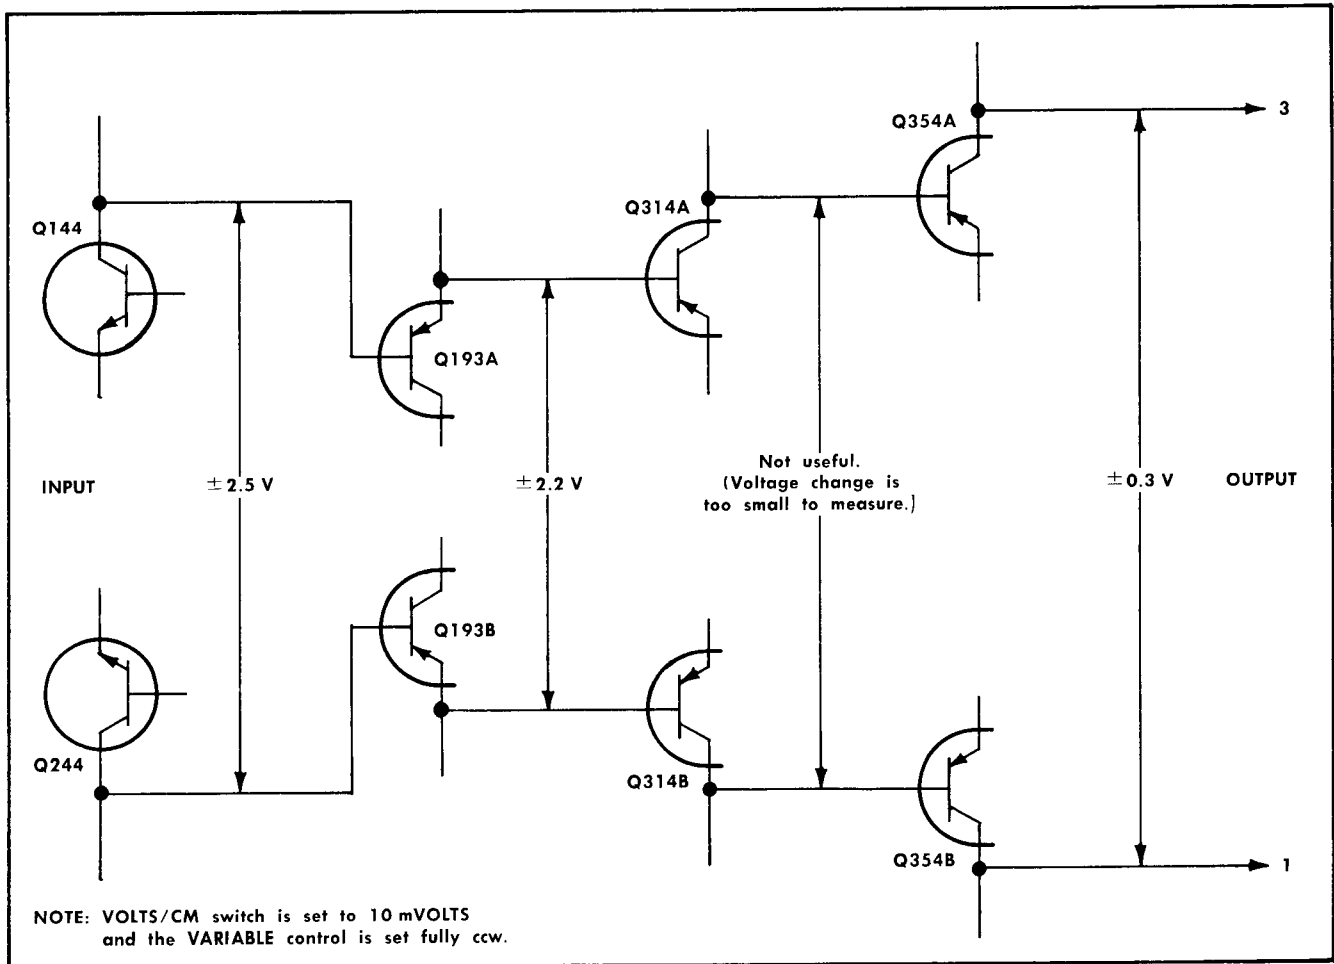 Q354A
3
Q314A
Q144
Q193A
INPUT
±2.5 V
±2.2 V
Not useful.
(Voltage change is
too small to measure.)
±0.3 V
OUTPUT
Q193B
Q244
Q314B
Q354B
1
NOTE: VOLTS/CM switch is set to 10 mVOLTS
and the VARIABLE control is set fully ccw.